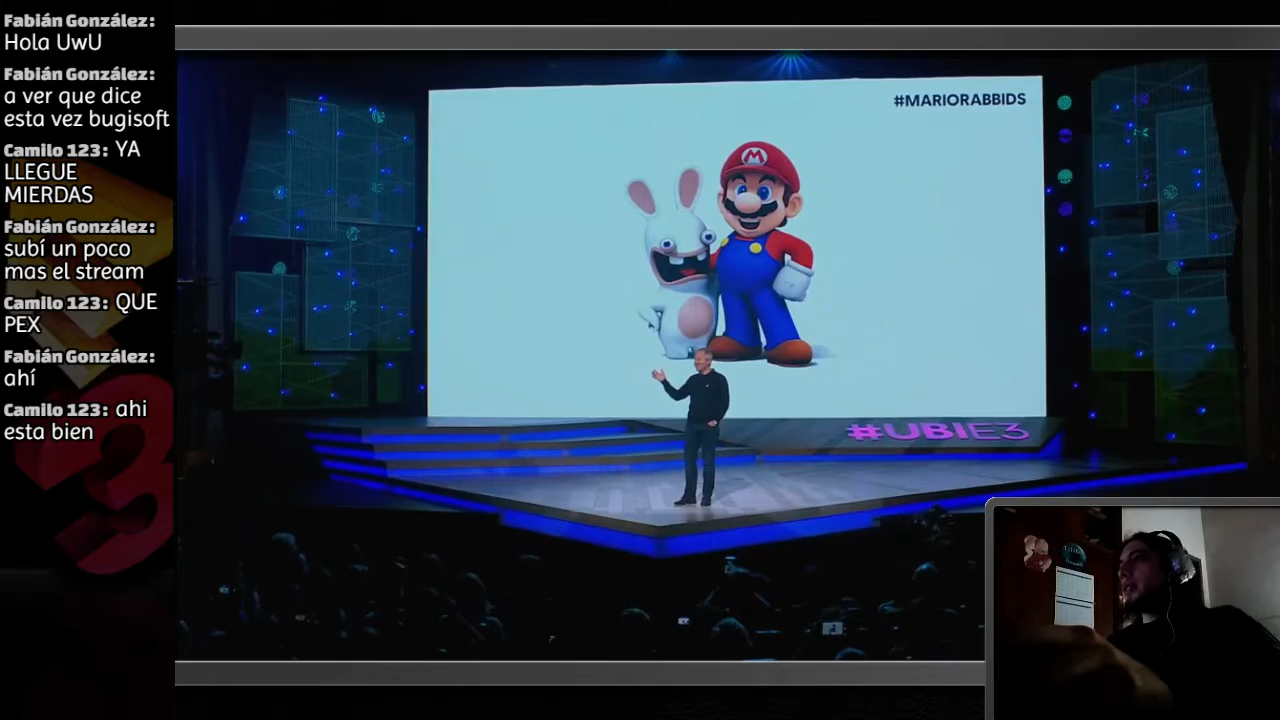 Fabián González:
Hola UwU
Fabián González:
a ver que dice
esta vez bugisoft
Camilo 123: YA
LLEGUE
MIERDAS
Fabián González:
subí un poco
mas el stream
Camilo 123: QUE
PEX
Fabián González:
ahí
Camilo 123: ahi
esta bien
#MARIORABBIDS
M
#UBIE3
E
3